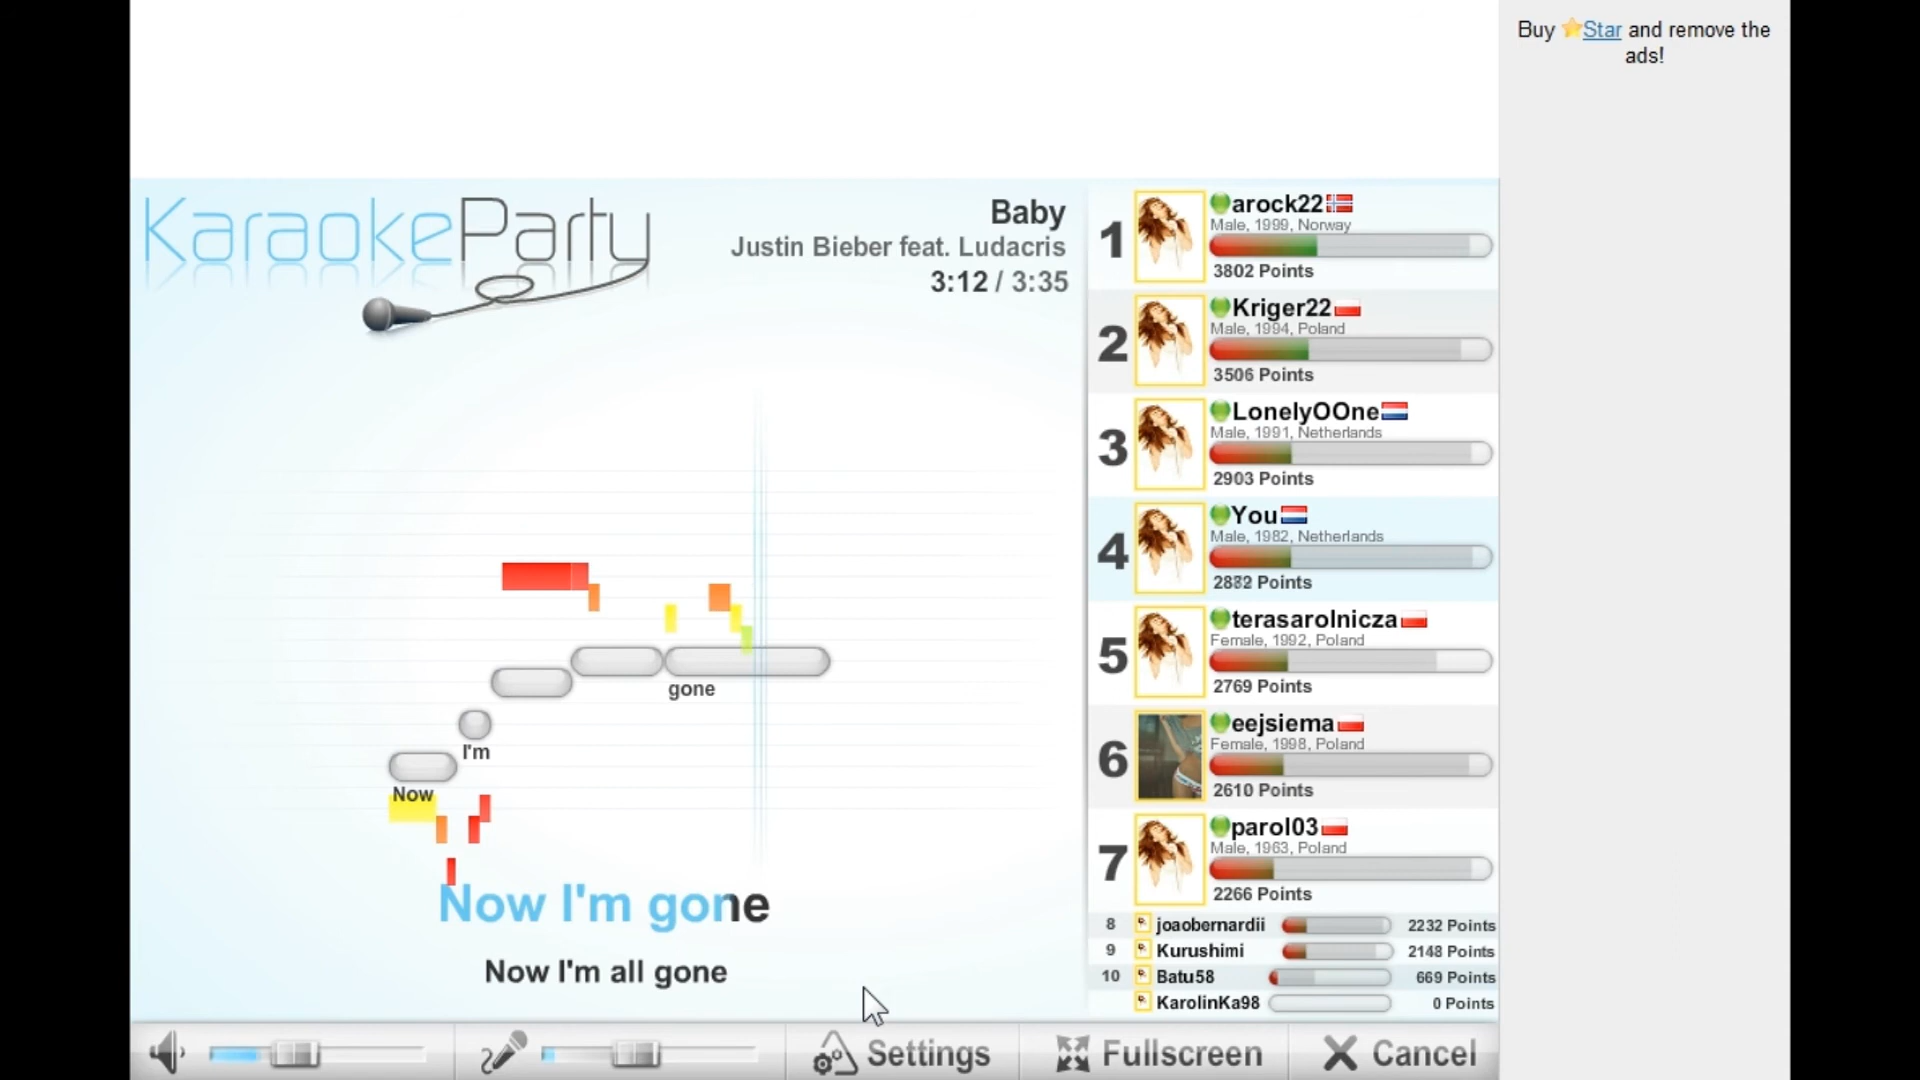 Buy Star and remove the
ads!
KaraokeParty
Baby
Justin Bieber feat. Ludacris
3:12 / 3:35
gone
I'm
Now
Now I'm gone
Now I'm all gone
1
arock22
Male, 1999, Norway
3802 Points
2
Kriger22
Male, 1994, Poland
3506 Points
3
LonelyOOne
Male, 1991, Netherlands
2903 Points
4
You
Male, 1982, Netherlands
Points
5
terasarolnicza
Female, 1992, Poland
2769 Points
6
eejsiema
Female, 1998, Poland
2610 Points
7
parol03
Male, 1963, Poland
2266 Points
8 joaobernardii 2232 Points
9 Kurushimi 2148 Points
10 Batu58 669 Points
KarolinKa98 0 Points
Settings Fullscreen Cancel